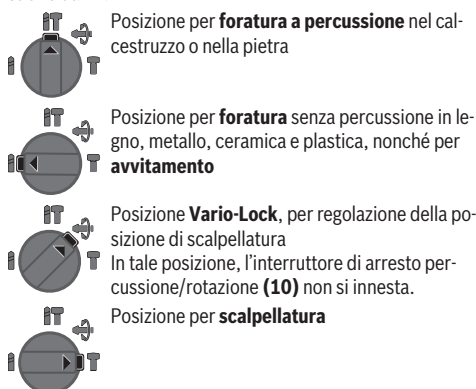 Posizione per foratura a percussione nel cal-
cestruzzo o nella pietra
Posizione per foratura senza percussione in le-
gno, metallo, ceramica e plastica, nonché per
avvitamento
Posizione Vario-Lock, per regolazione della po-
sizione di scalpellatura
In tale posizione, l'interruttore di arresto per-
cussione/rotazione (10) non si innesta.
Posizione per scalpellatura